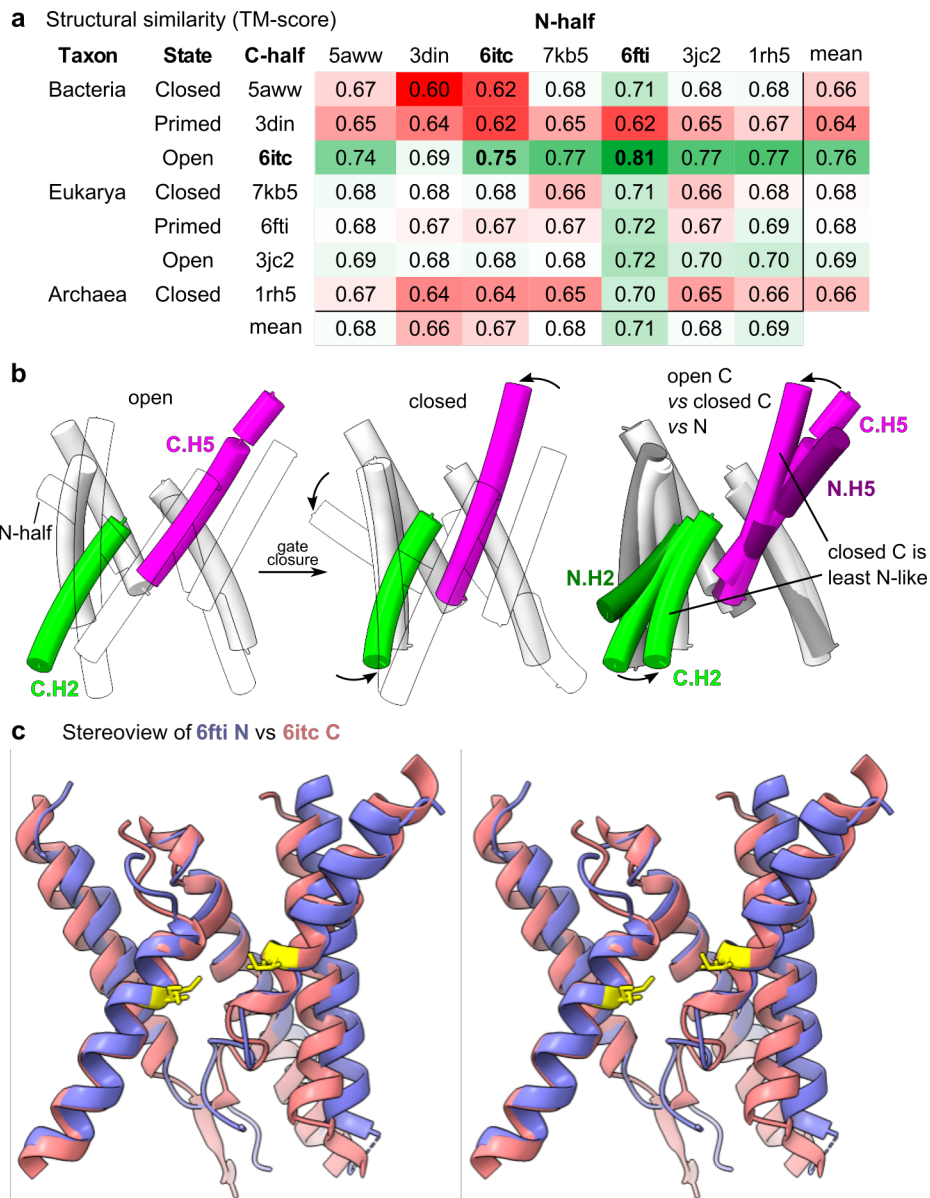 a Structural similarity (TM-score)
N-half
Taxon State C-half 5aww 3din 6itc 7kb5 6fti 3jc2 1rh5 mean
Bacteria Closed 5aww 0.67 0.60 0.62 0.68 0.71 0.68 0.68 0.66
Primed 3din 0.65 0.64 0.62 0.65 0.62 0.65 0.67 0.64
Open 6itc 0.74 0.69 0.75 0.77 0.81 0.77 0.77 0.76
Eukarya Closed 7kb5 0.68 0.68 0.68 0.66 0.71 0.66 0.68 0.68
Primed 6fti 0.68 0.67 0.67 0.67 0.72 0.67 0.69 0.68
Open 3jc2 0.69 0.68 0.68 0.68 0.72 0.70 0.70 0.69
Archaea Closed 1rh5 0.67 0.64 0.64 0.65 0.70 0.65 0.66 0.66
mean 0.68 0.66 0.67 0.68 0.71 0.68 0.69
b
open
C.H5
N-half
C.H2
gate
closure
closed
open C
vs closed C
vs N
C.H5
N.H5
closed C is
least N-like
N.H2
C.H2
c Stereoview of 6fti N vs 6itc C